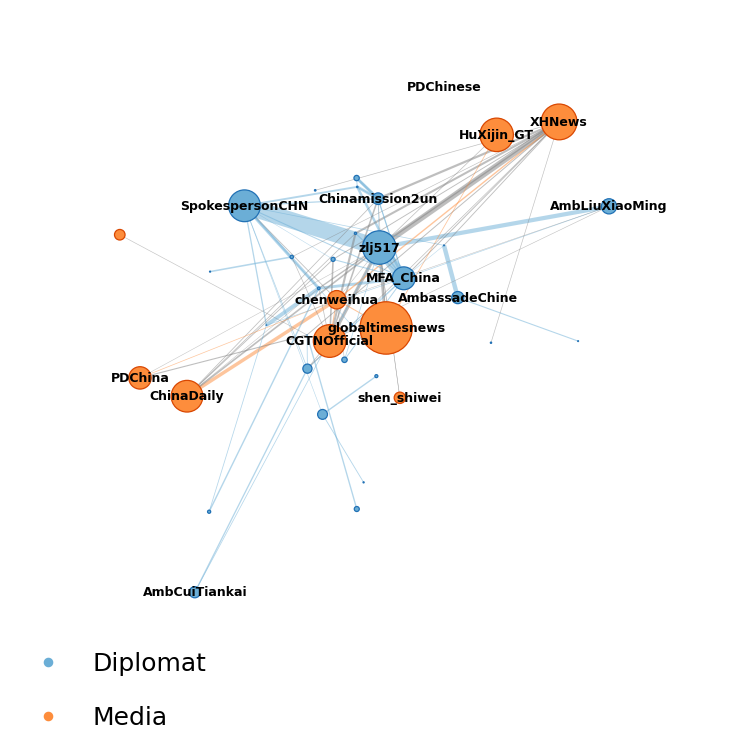 PDChinese
XHNews
HuXijin_GT
Chinamission2un
SpokespersonCHN
AmbLiuXiaoMing
zlj517
MFA_China
chenweihua
AmbassadeChine
globaltimesnews
CGTNOfficial
PDChina
ChinaDaily
shen_shiwei
AmbCuiTiankai
Diplomat
Media